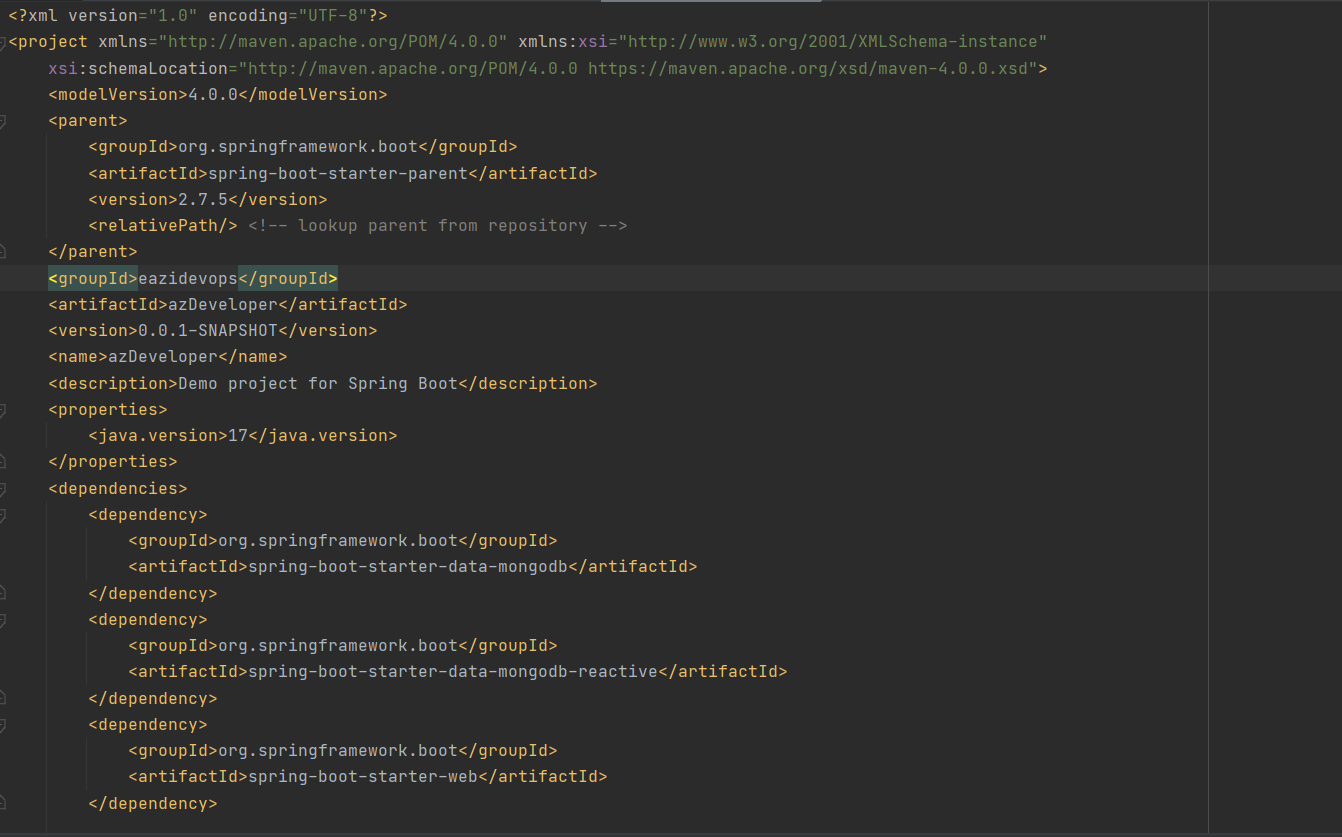 <?xml version="1.0" encoding="UTF-8"?>
<project xmlns="http://maven.apache.org/POM/4.0.0" xmlns:xsi="http://www.w3.org/2001/XMLSchema-instance"
    xsi:schemaLocation="http://maven.apache.org/POM/4.0.0 https://maven.apache.org/xsd/maven-4.0.0.xsd">
    <modelVersion>4.0.0</modelVersion>
    <parent>
        <groupId>org.springframework.boot</groupId>
        <artifactId>spring-boot-starter-parent</artifactId>
        <version>2.7.5</version>
        <relativePath/> <!-- lookup parent from repository -->
    </parent>
    <groupId>eazidevops</groupId>
    <artifactId>azDeveloper</artifactId>
    <version>0.0.1-SNAPSHOT</version>
    <name>azDeveloper</name>
    <description>Demo project for Spring Boot</description>
    <properties>
        <java.version>17</java.version>
    </properties>
    <dependencies>
        <dependency>
            <groupId>org.springframework.boot</groupId>
            <artifactId>spring-boot-starter-data-mongodb</artifactId>
        </dependency>
        <dependency>
            <groupId>org.springframework.boot</groupId>
            <artifactId>spring-boot-starter-data-mongodb-reactive</artifactId>
        </dependency>
        <dependency>
            <groupId>org.springframework.boot</groupId>
            <artifactId>spring-boot-starter-web</artifactId>
        </dependency>